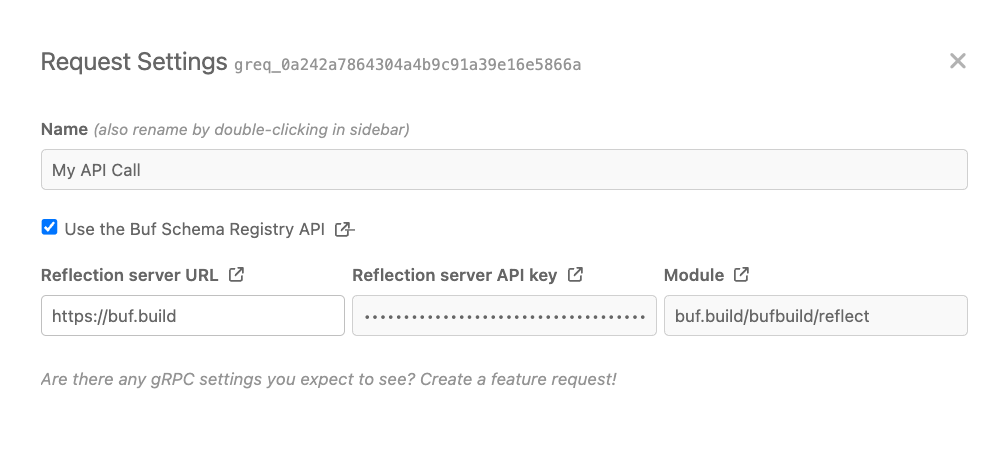 Request Settings greq_0a242a7864304a4b9c91a39e16e5866a
Name (also rename by double-clicking in sidebar)
My API Call
Use the Buf Schema Registry API
Reflection server URL Reflection server API key Module
https://buf.build •••••••••••••••••••••••••••••••••••• buf.build/bufbuild/reflect
Are there any gRPC settings you expect to see? Create a feature request!